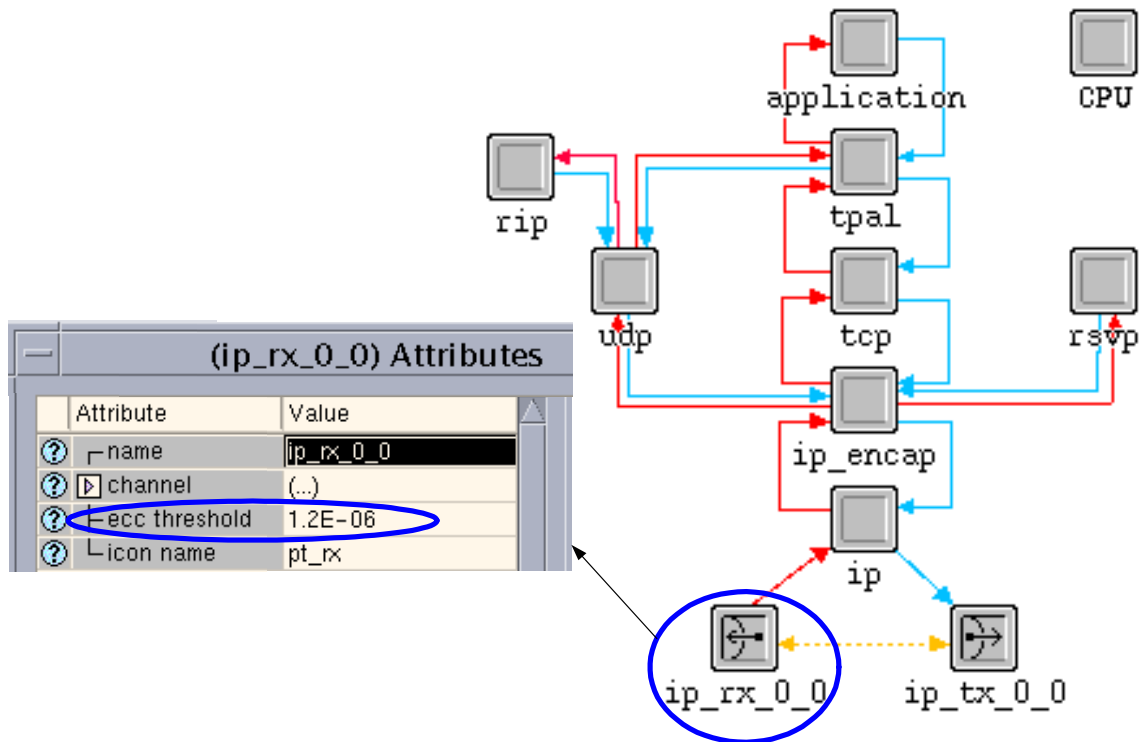 application
CPU
rip
tpal
udp
tcp
rsvp
(ip_rx_0_0) Attributes
Attribute Value
? name ip_rx_0_0
? channel (...)
? ecc threshold 1.2E-06
? icon name pt_rx
ip_encap
ip
ip_rx_0_0
ip_tx_0_0